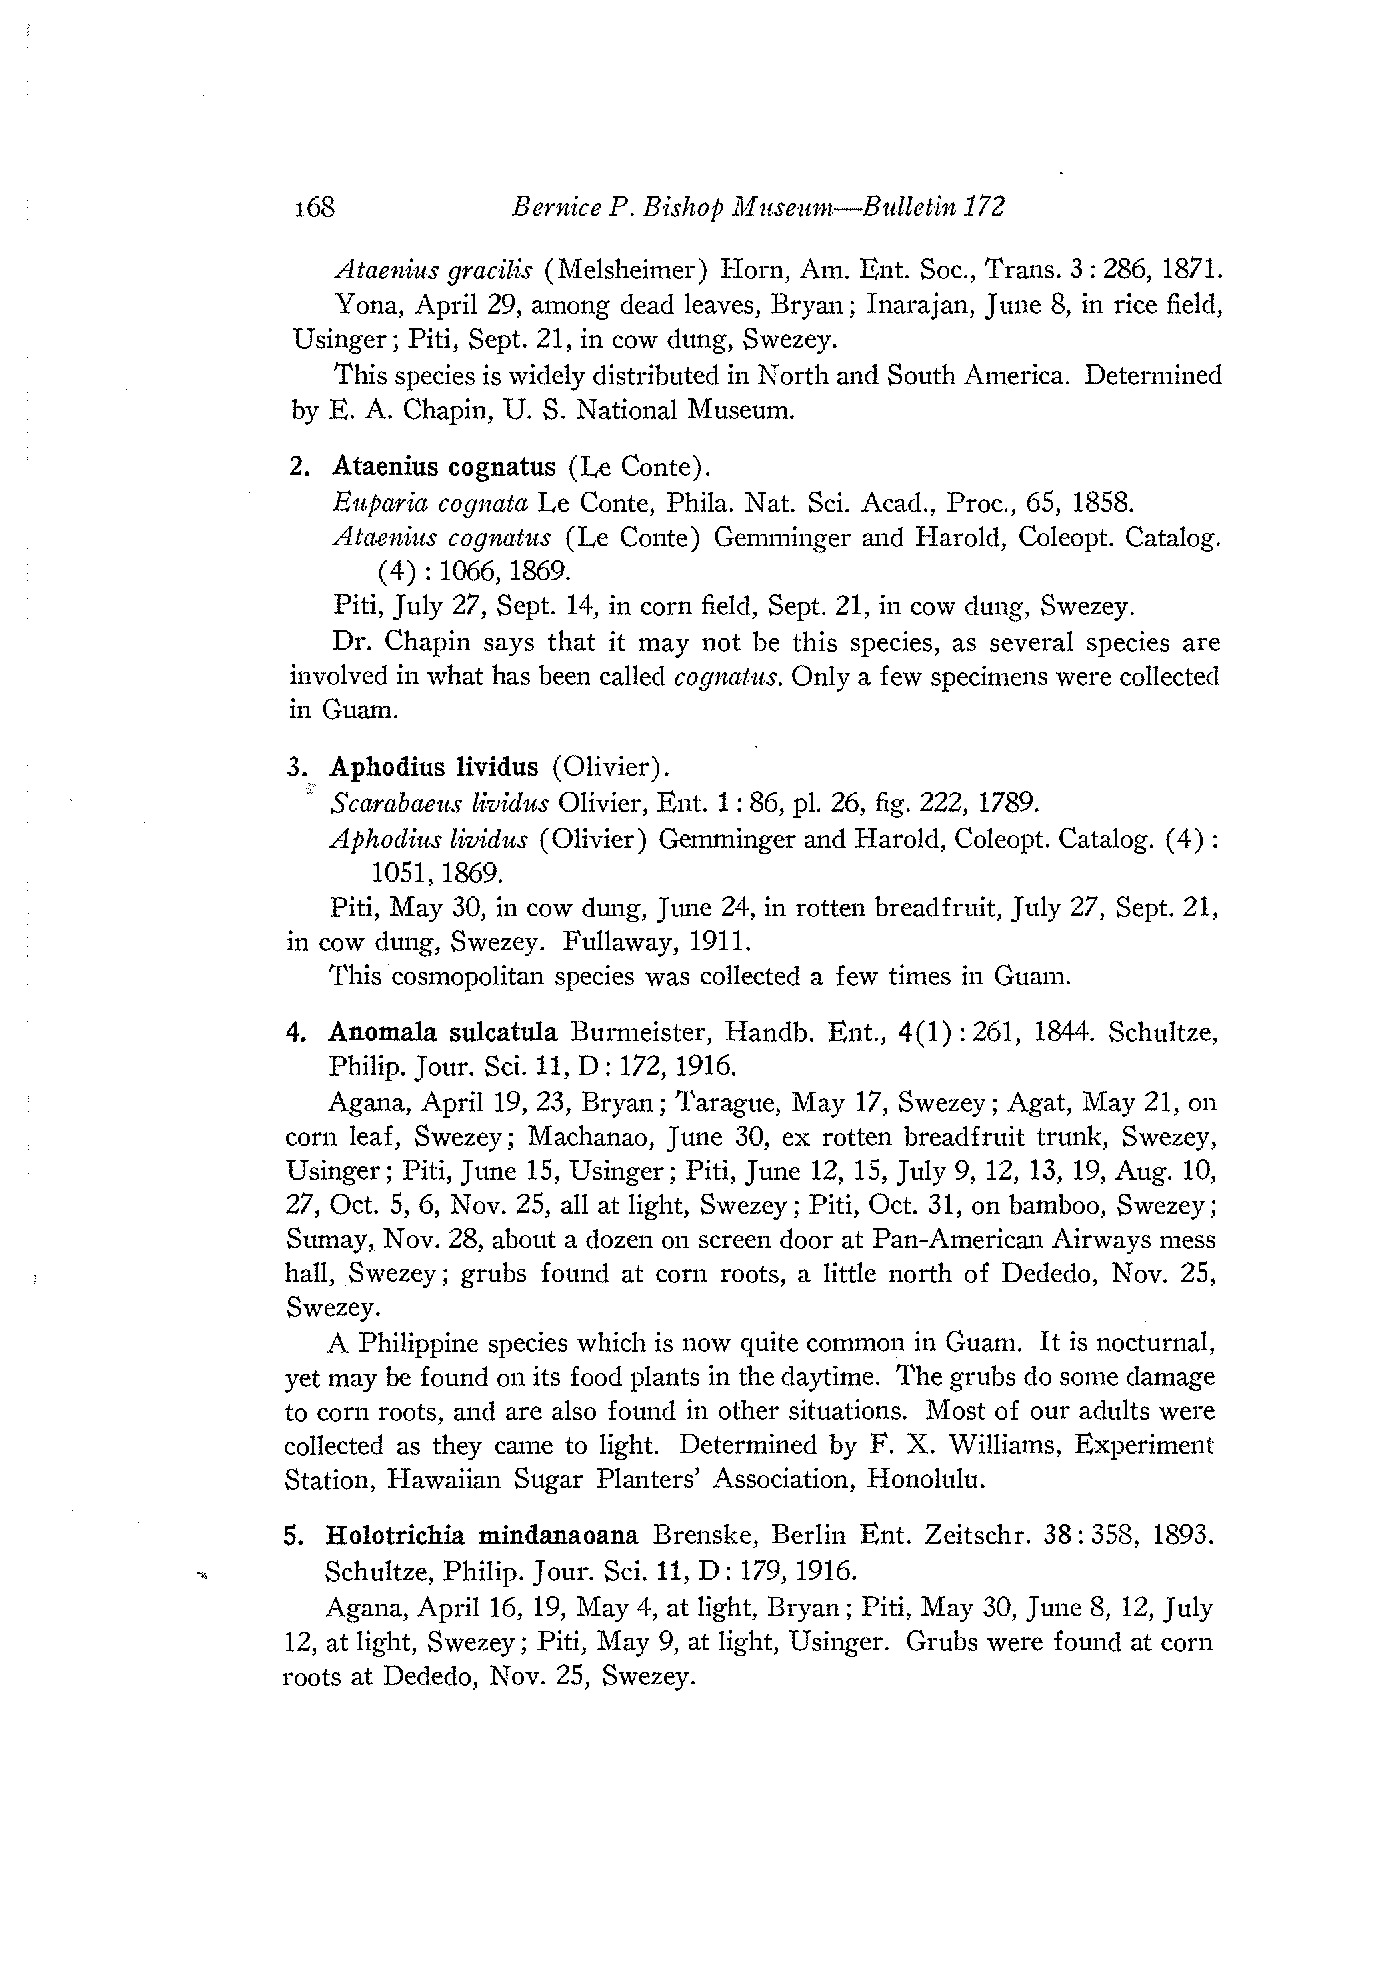 168 Bernice P. Bishop Museum—Bulletin 172
Ataenius gracilis (Melsheimer) Horn, Am. Ent. Soc., Trans. 3 : 286, 1871.
Yona, April 29, among dead leaves, Bryan; Inarajan, June 8, in rice field,
Usinger; Piti, Sept. 21, in cow dung, Swezey.
This species is widely distributed in North and South America. Determined
by E. A. Chapin, U. S. National Museum.
2. Ataenius cognatus (Le Conte).
Euparia cognata Le Conte, Phila. Nat. Sci. Acad., Proc., 65, 1858.
Ataenius cognatus (Le Conte) Gemminger and Harold, Coleopt. Catalog.
(4) : 1066, 1869.
Piti, July 27, Sept. 14, in corn field, Sept. 21, in cow dung, Swezey.
Dr. Chapin says that it may not be this species, as several species are
involved in what has been called cognatus. Only a few specimens were collected
in Guam.
3. Aphodius lividus (Olivier).
Scarabaeus lividus Olivier, Ent. 1 : 86, pl. 26, fig. 222, 1789.
Aphodius lividus (Olivier) Gemminger and Harold, Coleopt. Catalog. (4) :
1051, 1869.
Piti, May 30, in cow dung, June 24, in rotten breadfruit, July 27, Sept. 21,
in cow dung, Swezey. Fullaway, 1911.
This cosmopolitan species was collected a few times in Guam.
4. Anomala sulcatula Burmeister, Handb. Ent., 4(1) : 261, 1844. Schultze,
Philip. Jour. Sci. 11, D : 172, 1916.
Agana, April 19, 23, Bryan; Tarague, May 17, Swezey; Agat, May 21, on
corn leaf, Swezey; Machanao, June 30, ex rotten breadfruit trunk, Swezey,
Usinger; Piti, June 15, Usinger; Piti, June 12, 15, July 9, 12, 13, 19, Aug. 10,
27, Oct. 5, 6, Nov. 25, all at light, Swezey; Piti, Oct. 31, on bamboo, Swezey;
Sumay, Nov. 28, about a dozen on screen door at Pan-American Airways mess
hall, Swezey; grubs found at corn roots, a little north of Dededo, Nov. 25,
Swezey.
A Philippine species which is now quite common in Guam. It is nocturnal,
yet may be found on its food plants in the daytime. The grubs do some damage
to corn roots, and are also found in other situations. Most of our adults were
collected as they came to light. Determined by F. X. Williams, Experiment
Station, Hawaiian Sugar Planters' Association, Honolulu.
5. Holotrichia mindanaoana Brenske, Berlin Ent. Zeitschr. 38 : 358, 1893.
Schultze, Philip. Jour. Sci. 11, D : 179, 1916.
Agana, April 16, 19, May 4, at light, Bryan; Piti, May 30, June 8, 12, July
12, at light, Swezey; Piti, May 9, at light, Usinger. Grubs were found at corn
roots at Dededo, Nov. 25, Swezey.